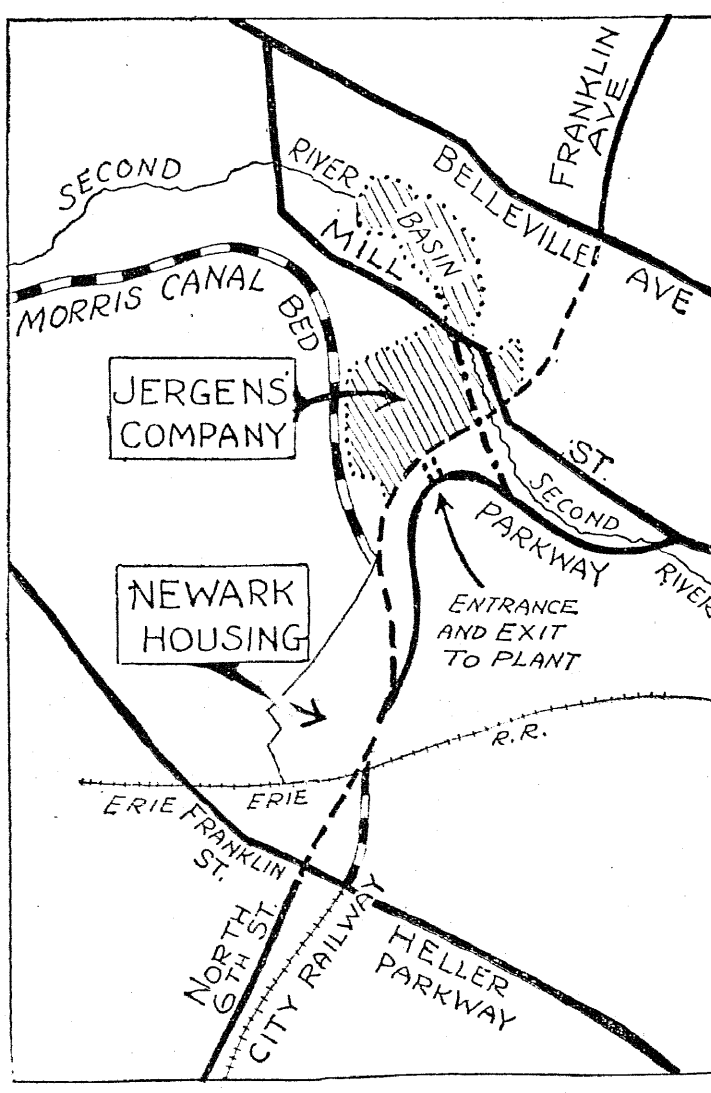 FRANKLIN
AVE
SECOND
RIVER
BELLEVILLE
AVE
BASIN
MILL
MORRIS CANAL
BED
JERGENS
COMPANY
ST.
SECOND
RIVER
PARKWAY
NEWARK
HOUSING
ENTRANCE
AND EXIT
TO PLANT
R.R.
ERIE
ERIE
FRANKLIN
ST.
NORTH
6TH ST.
CITY RAILWAY
HELLER
PARKWAY